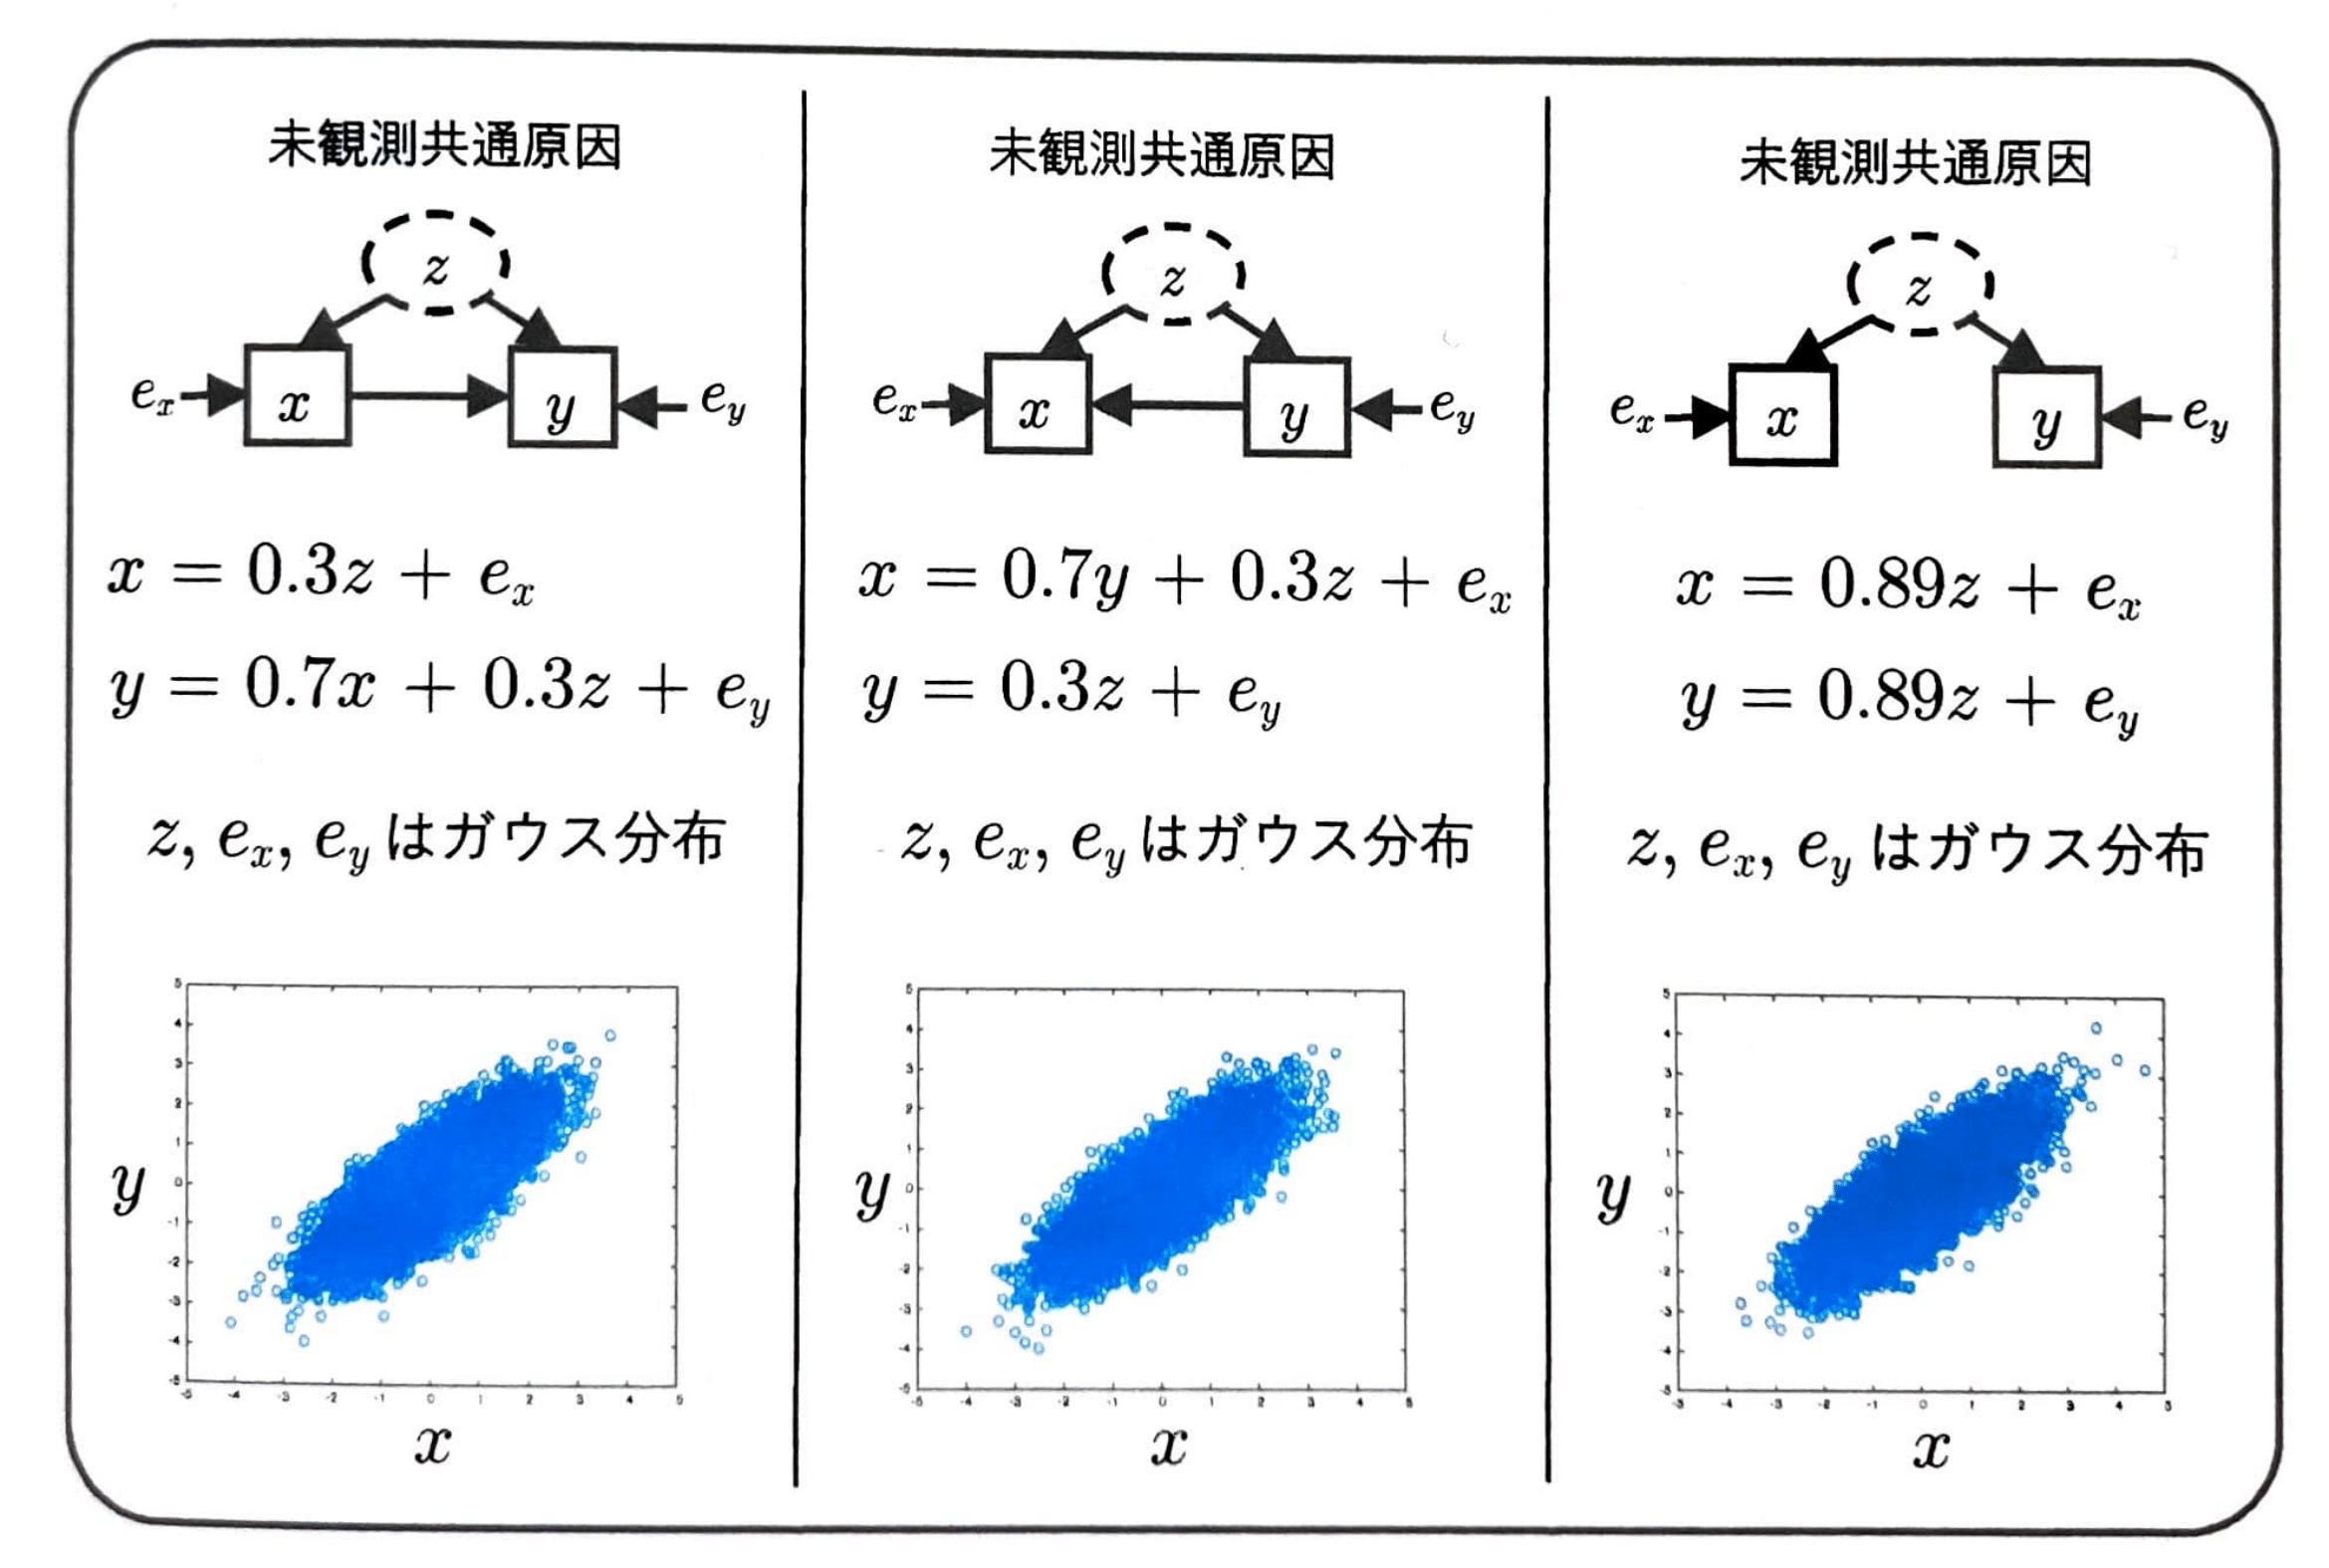 未観測共通原因
z
e_x x y e_y
x = 0.3z + e_x
y = 0.7x + 0.3z + e_y
z, e_x, e_y はガウス分布
5
4
3
2
1
0
-1
-2
-3
-4
-5
y
-5 -4 -3 -2 -1 0 1 2 3 4 5
x
未観測共通原因
z
e_x x y e_y
x = 0.7y + 0.3z + e_x
y = 0.3z + e_y
z, e_x, e_y はガウス分布
5
4
3
2
1
0
-1
-2
-3
-4
-5
y
-5 -4 -3 -2 -1 0 1 2 3 4 5
x
未観測共通原因
z
e_x x y e_y
x = 0.89z + e_x
y = 0.89z + e_y
z, e_x, e_y はガウス分布
5
4
3
2
1
0
-1
-2
-3
-4
-5
y
-5 -4 -3 -2 -1 0 1 2 3 4 5
x